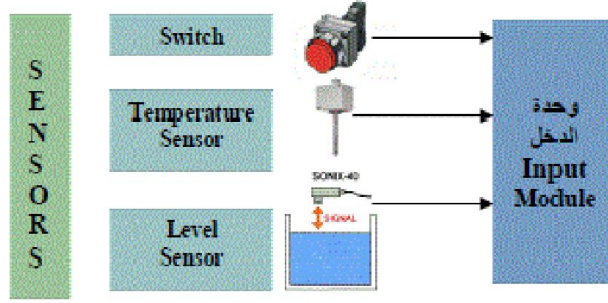 SENSORS
Switch
Temperature
Sensor
SONIX-40
SIGNAL
Level
Sensor
وحدة
الدخل
Input
Module